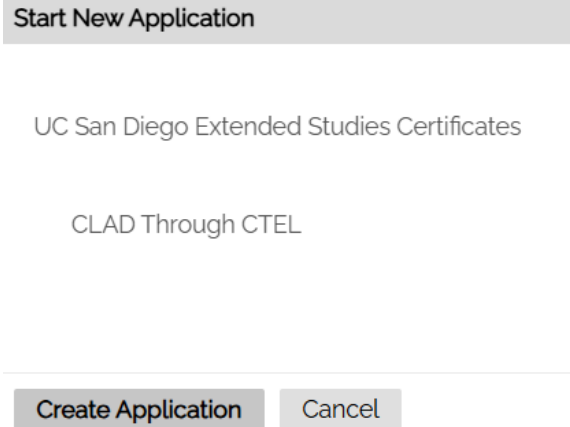 Start New Application
UC San Diego Extended Studies Certificates
CLAD Through CTEL
Create Application
Cancel